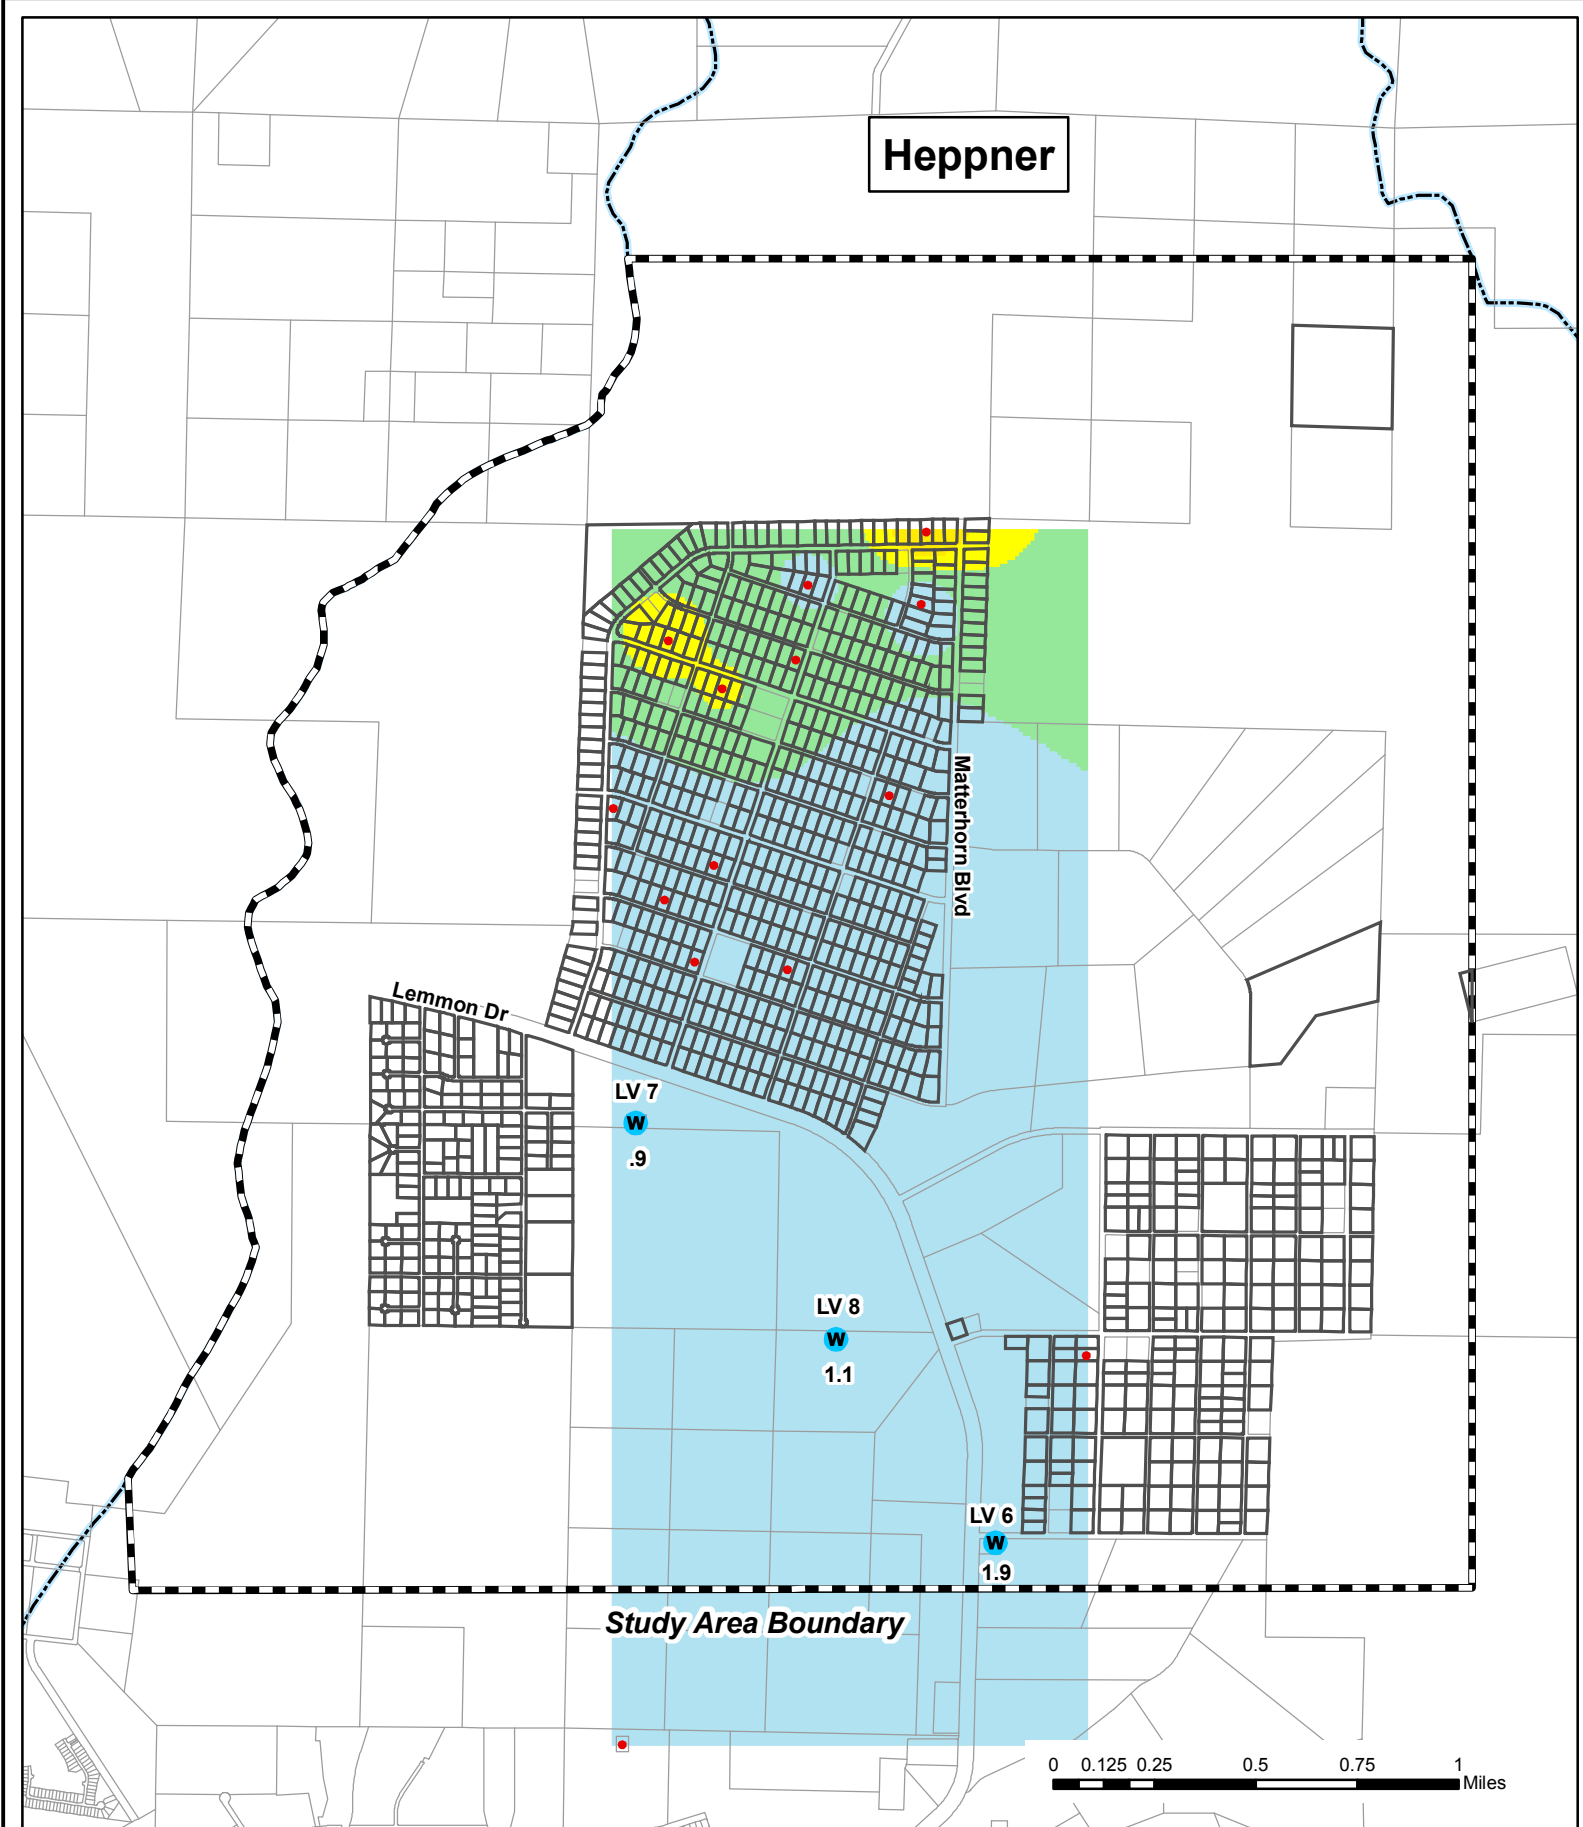 Heppner
Matterhorn Blvd
Lemmon Dr
LV 7
W
.9
LV 8
W
1.1
LV 6
W
1.9
Study Area Boundary
0 0.125 0.25 0.5 0.75 1
Miles